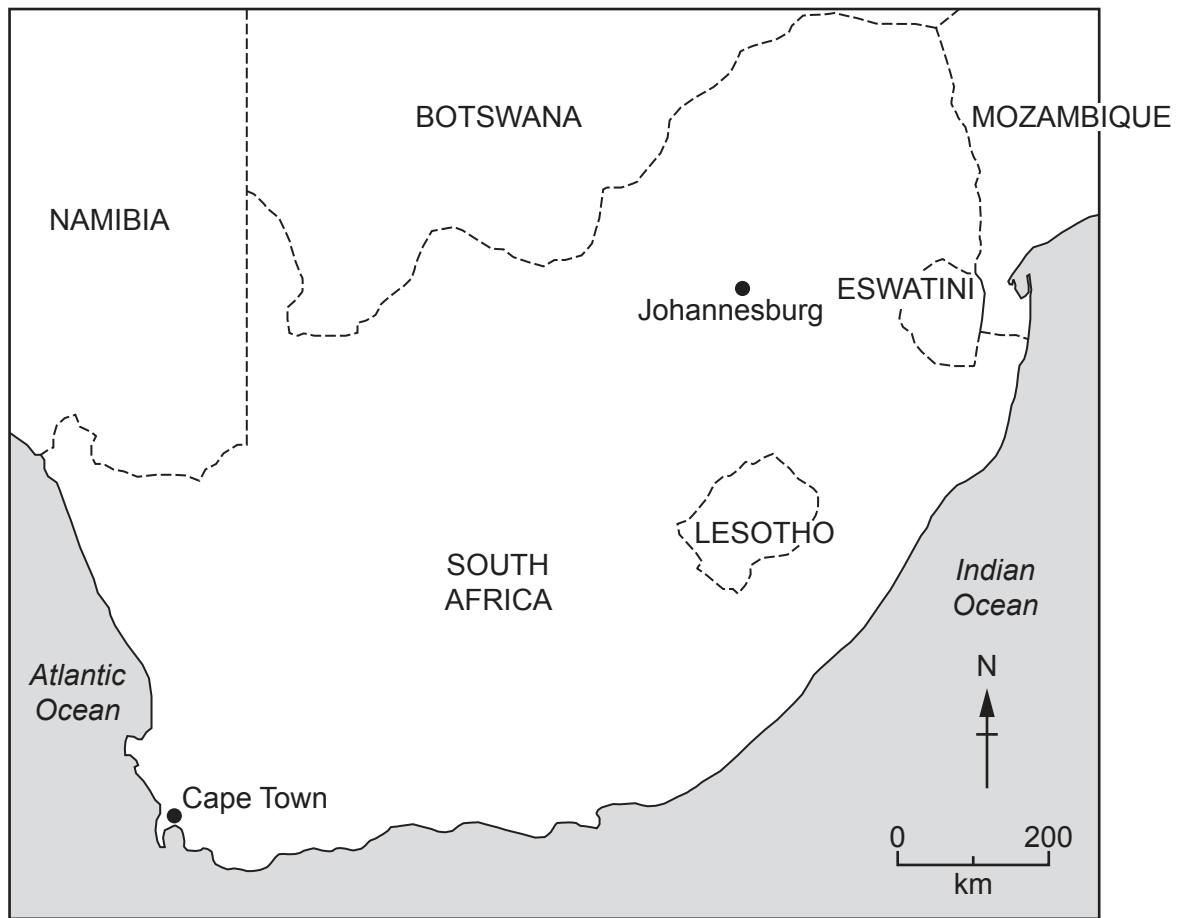 BOTSWANA
MOZAMBIQUE
NAMIBIA
ESWATINI
Johannesburg
LESOTHO
SOUTH
AFRICA
Indian
Ocean
N
Atlantic
Ocean
Cape Town
0 200
km